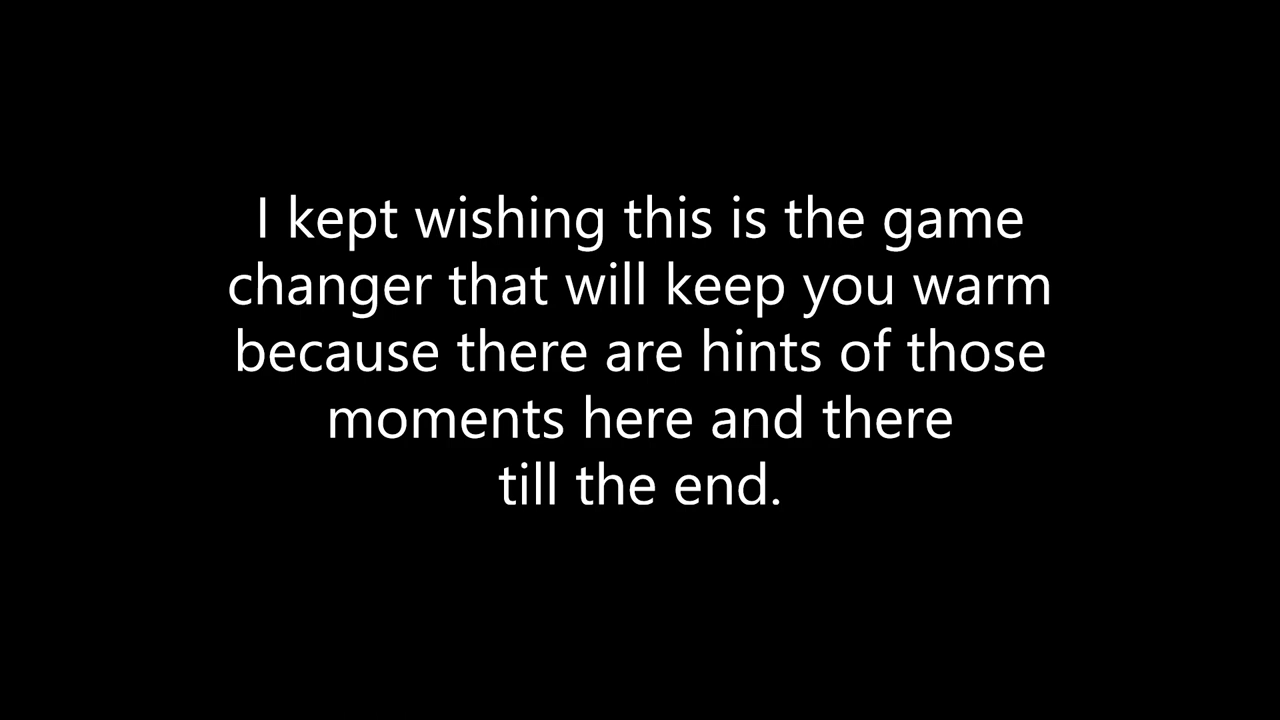 I kept wishing this is the game
changer that will keep you warm
because there are hints of those
moments here and there
till the end.